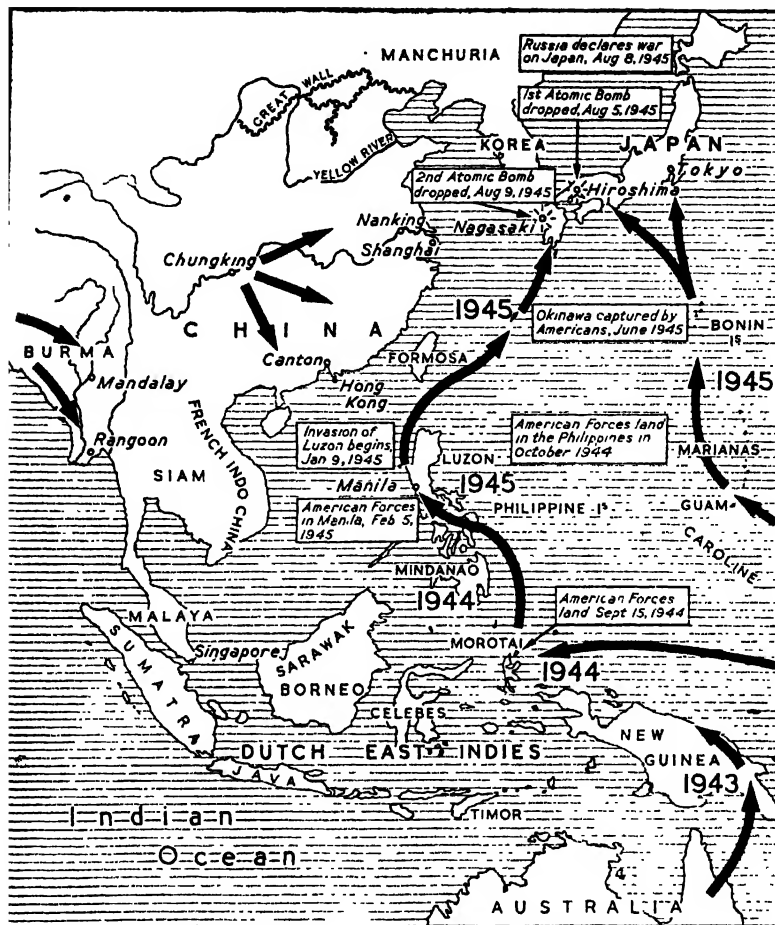 MANCHURIA
Russia declares war
on Japan, Aug 8, 1945
1st Atomic Bomb
dropped, Aug 5, 1945
GREAT WALL
YELLOW RIVER
KOREA
JAPAN
Tokyo
2nd Atomic Bomb
dropped, Aug 9, 1945
Hiroshima
Nagasaki
Nanking
Shanghai
Chungking
CHINA
1945
Okinawa captured by
Americans, June 1945
BONIN
Is
BURMA
Mandalay
Canton
FORMOSA
Hong
Kong
1945
Rangoon
FRENCH INDO CHINA
SIAM
Invasion of
Luzon begins,
Jan 9, 1945
LUZON
American Forces land
in the Philippines in
October 1944
MARIANAS
Manila
1945
American Forces
in Manila, Feb 5,
1945
PHILIPPINE Is
GUAM
CAROLINE
MINDANAO
1944
American Forces
land Sept 15, 1944
MALAYA
Singapore
SARAWAK
MOROTAI
1944
SUMATRA
BORNEO
CELEBES
DUTCH EAST INDIES
NEW
GUINEA
JAVA
1943
TIMOR
Indian
Ocean
AUSTRALIA